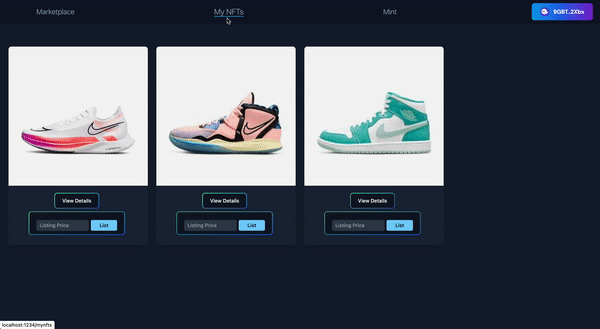 Marketplace My NFTs Mint 9GBT..2Xbx
View Details View Details View Details
Listing Price List Listing Price List Listing Price List
localhost:1234/mynfts